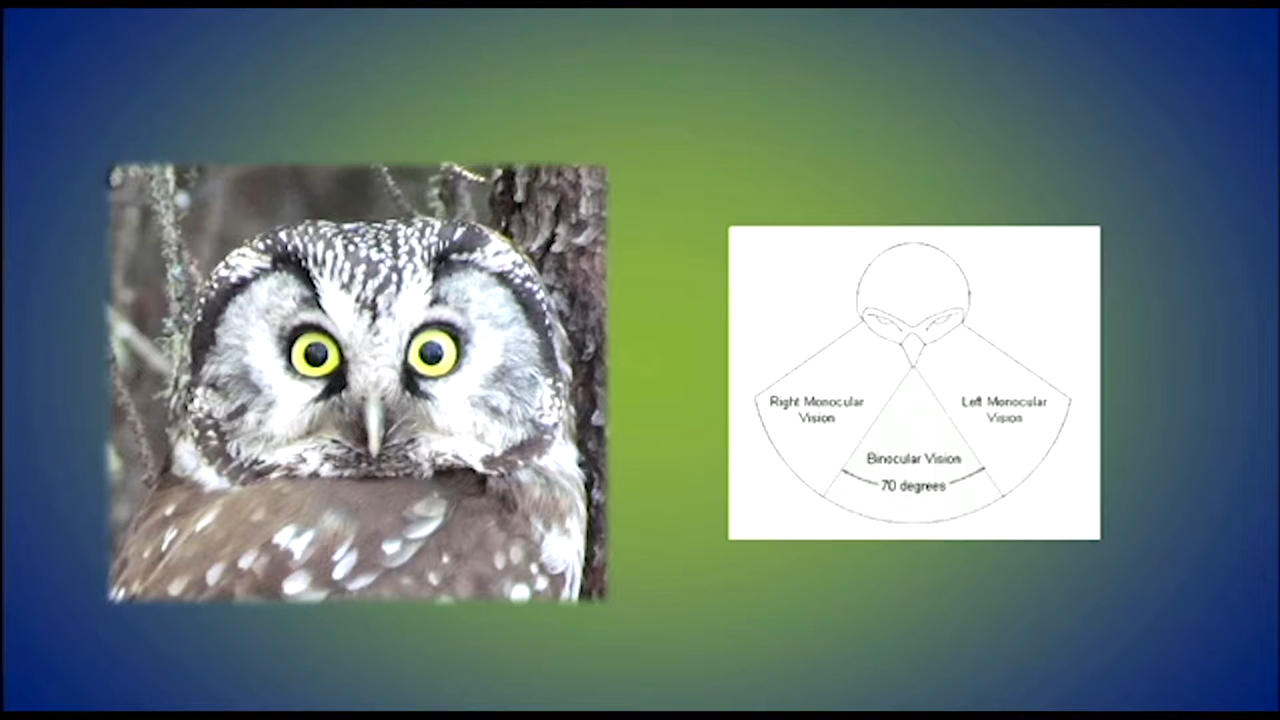 Right Monocular
Vision
Left Monocular
Vision
Binocular Vision
70 degrees